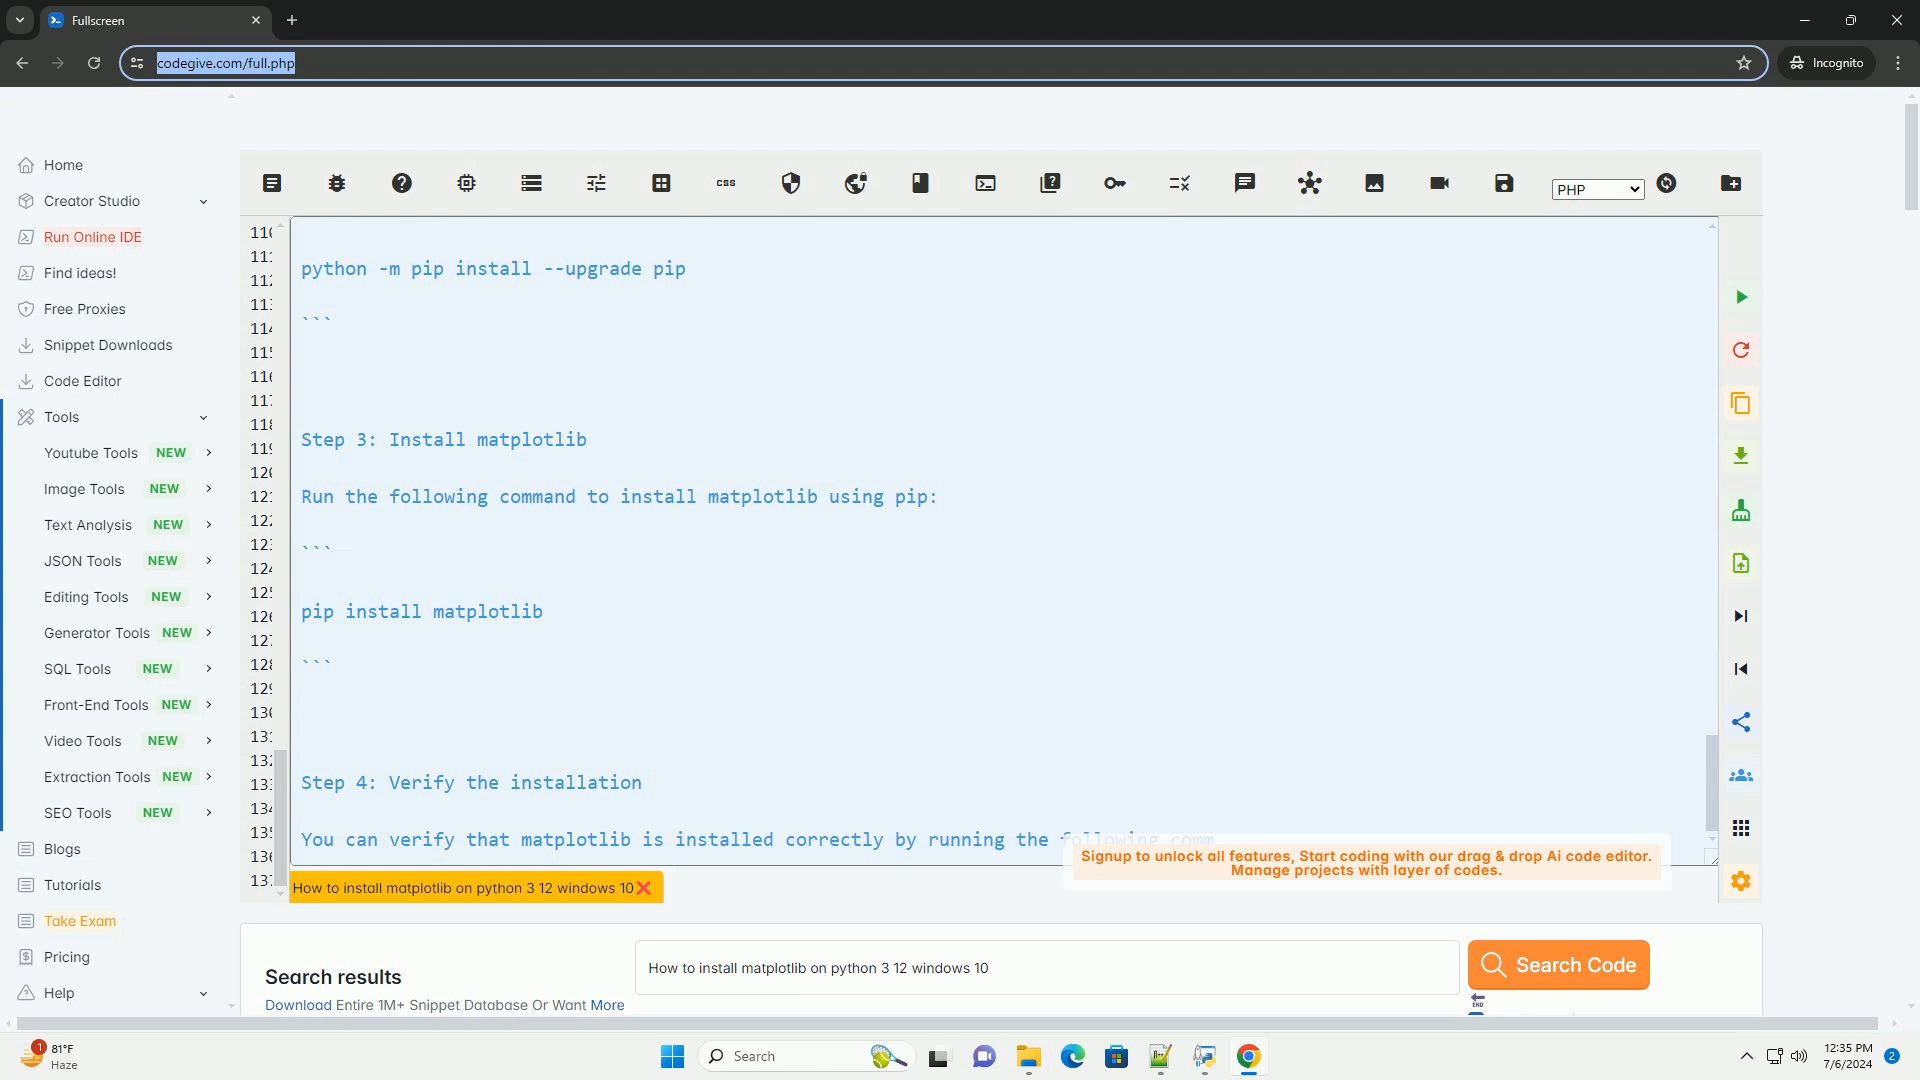 Fullscreen
codegive.com/full.php
Incognito
Home
Creator Studio
Run Online IDE
Find ideas!
Free Proxies
Snippet Downloads
Code Editor
Tools
Youtube Tools NEW
Image Tools NEW
Text Analysis NEW
JSON Tools NEW
Editing Tools NEW
Generator Tools NEW
SQL Tools NEW
Front-End Tools NEW
Video Tools NEW
Extraction Tools NEW
SEO Tools NEW
Blogs
Tutorials
Take Exam
Pricing
Help
css
PHP
python -m pip install --upgrade pip
```
Step 3: Install matplotlib
Run the following command to install matplotlib using pip:
```
pip install matplotlib
```
Step 4: Verify the installation
You can verify that matplotlib is installed correctly by running the following comm
Signup to unlock all features, Start coding with our drag & drop Ai code editor.
Manage projects with layer of codes.
How to install matplotlib on python 3 12 windows 10
Search results
How to install matplotlib on python 3 12 windows 10
Search Code
Download Entire 1M+ Snippet Database Or Want More
END
1
81°F
Haze
Search
12:35 PM
7/6/2024
2